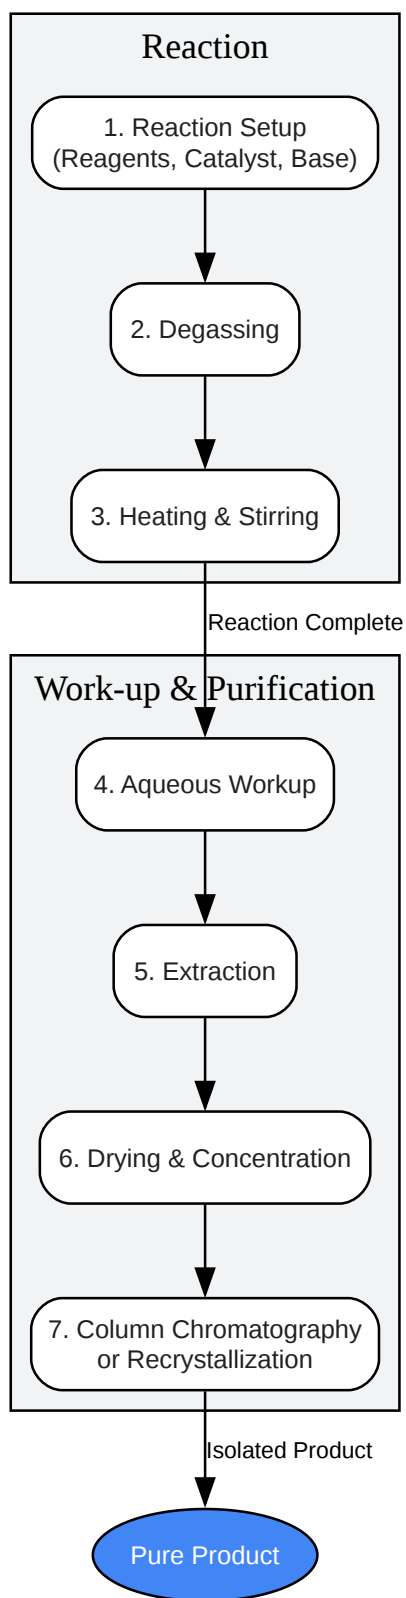 Reaction
1. Reaction Setup
(Reagents, Catalyst, Base)
2. Degassing
3. Heating & Stirring
Reaction Complete
Work-up & Purification
4. Aqueous Workup
5. Extraction
6. Drying & Concentration
7. Column Chromatography
or Recrystallization
Isolated Product
Pure Product